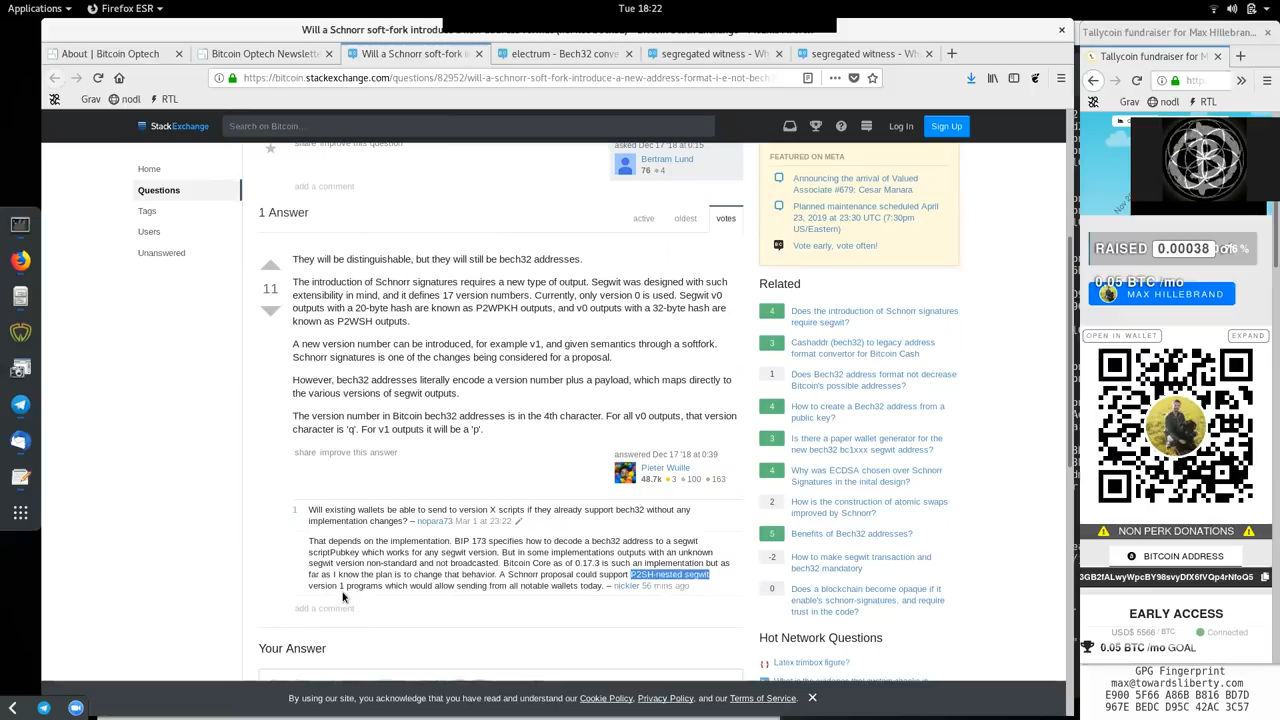 Applications
Firefox ESR
Tue 18:22
Will a Schnorr soft-fork introduc
Tallycoin fundraiser for Max Hillebran...
About | Bitcoin Optech
Bitcoin Optech Newslette
Will a Schnorr soft-fork in
electrum - Bech32 conve
segregated witness - Wh
segregated witness - Wh
Tallycoin fundraiser for M
https://bitcoin.stackexchange.com/questions/82952/will-a-schnorr-soft-fork-introduce-a-new-address-format-i-e-not-bech
http
Grav
nodl
RTL
Grav
nodl
RTL
StackExchange
Search on Bitcoin…
Log In
Sign Up
share improve this question
asked Dec 17 '18 at 0:15
Bertram Lund
76 4
add a comment
Home
Questions
Tags
Users
Unanswered
1 Answer
active
oldest
votes
They will be distinguishable, but they will still be bech32 addresses.
11
The introduction of Schnorr signatures requires a new type of output. Segwit was designed with such
extensibility in mind, and it defines 17 version numbers. Currently, only version 0 is used. Segwit v0
outputs with a 20-byte hash are known as P2WPKH outputs, and v0 outputs with a 32-byte hash are
known as P2WSH outputs.
A new version number can be introduced, for example v1, and given semantics through a softfork.
Schnorr signatures is one of the changes being considered for a proposal.
However, bech32 addresses literally encode a version number plus a payload, which maps directly to
the various versions of segwit outputs.
The version number in Bitcoin bech32 addresses is in the 4th character. For all v0 outputs, that version
character is 'q'. For v1 outputs it will be a 'p'.
share improve this answer
answered Dec 17 '18 at 0:39
Pieter Wuille
48.7k 3 100 163
1
Will existing wallets be able to send to version X scripts if they already support bech32 without any
implementation changes? – nopara73 Mar 1 at 23:22
That depends on the implementation. BIP 173 specifies how to decode a bech32 address to a segwit
scriptPubkey which works for any segwit version. But in some implementations outputs with an unknown
segwit version non-standard and not broadcasted. Bitcoin Core as of 0.17.3 is such an implementation but as
far as I know the plan is to change that behavior. A Schnorr proposal could support P2SH-nested segwit
version 1 programs which would allow sending from all notable wallets today. – nickler 56 mins ago
add a comment
Your Answer
FEATURED ON META
Announcing the arrival of Valued
Associate #679: Cesar Manara
Planned maintenance scheduled April
23, 2019 at 23:30 UTC (7:30pm
US/Eastern)
Vote early, vote often!
Related
4
Does the introduction of Schnorr signatures
require segwit?
3
Cashaddr (bech32) to legacy address
format convertor for Bitcoin Cash
1
Does Bech32 address format not decrease
Bitcoin's possible addresses?
4
How to create a Bech32 address from a
public key?
3
Is there a paper wallet generator for the
new bech32 bc1xxx segwit address?
4
Why was ECDSA chosen over Schnorr
Signatures in the inital design?
2
How is the construction of atomic swaps
improved by Schnorr?
5
Benefits of Bech32 addresses?
-2
How to make segwit transaction and
bech32 mandatory
0
Does a blockchain become opaque if it
enable's schnorr-signatures, and require
trust in the code?
Hot Network Questions
Latex trimbox figure?
By using our site, you acknowledge that you have read and understand our Cookie Policy, Privacy Policy, and our Terms of Service.
RAISED
0.00038
0.05 BTC /mo
MAX HILLEBRAND
OPEN IN WALLET
EXPAND
NON PERK DONATIONS
BITCOIN ADDRESS
3GB2fALwyWpcBY98svyDfX6fVQp4rNfoQ5
EARLY ACCESS
USD$ 5566 / BTC
Connected
0.05 BTC /mo GOAL
GPG Fingerprint
max@towardsliberty.com
E900 5F66 A86B B816 BD7D
967E BEDC D95C 42AC 3C57